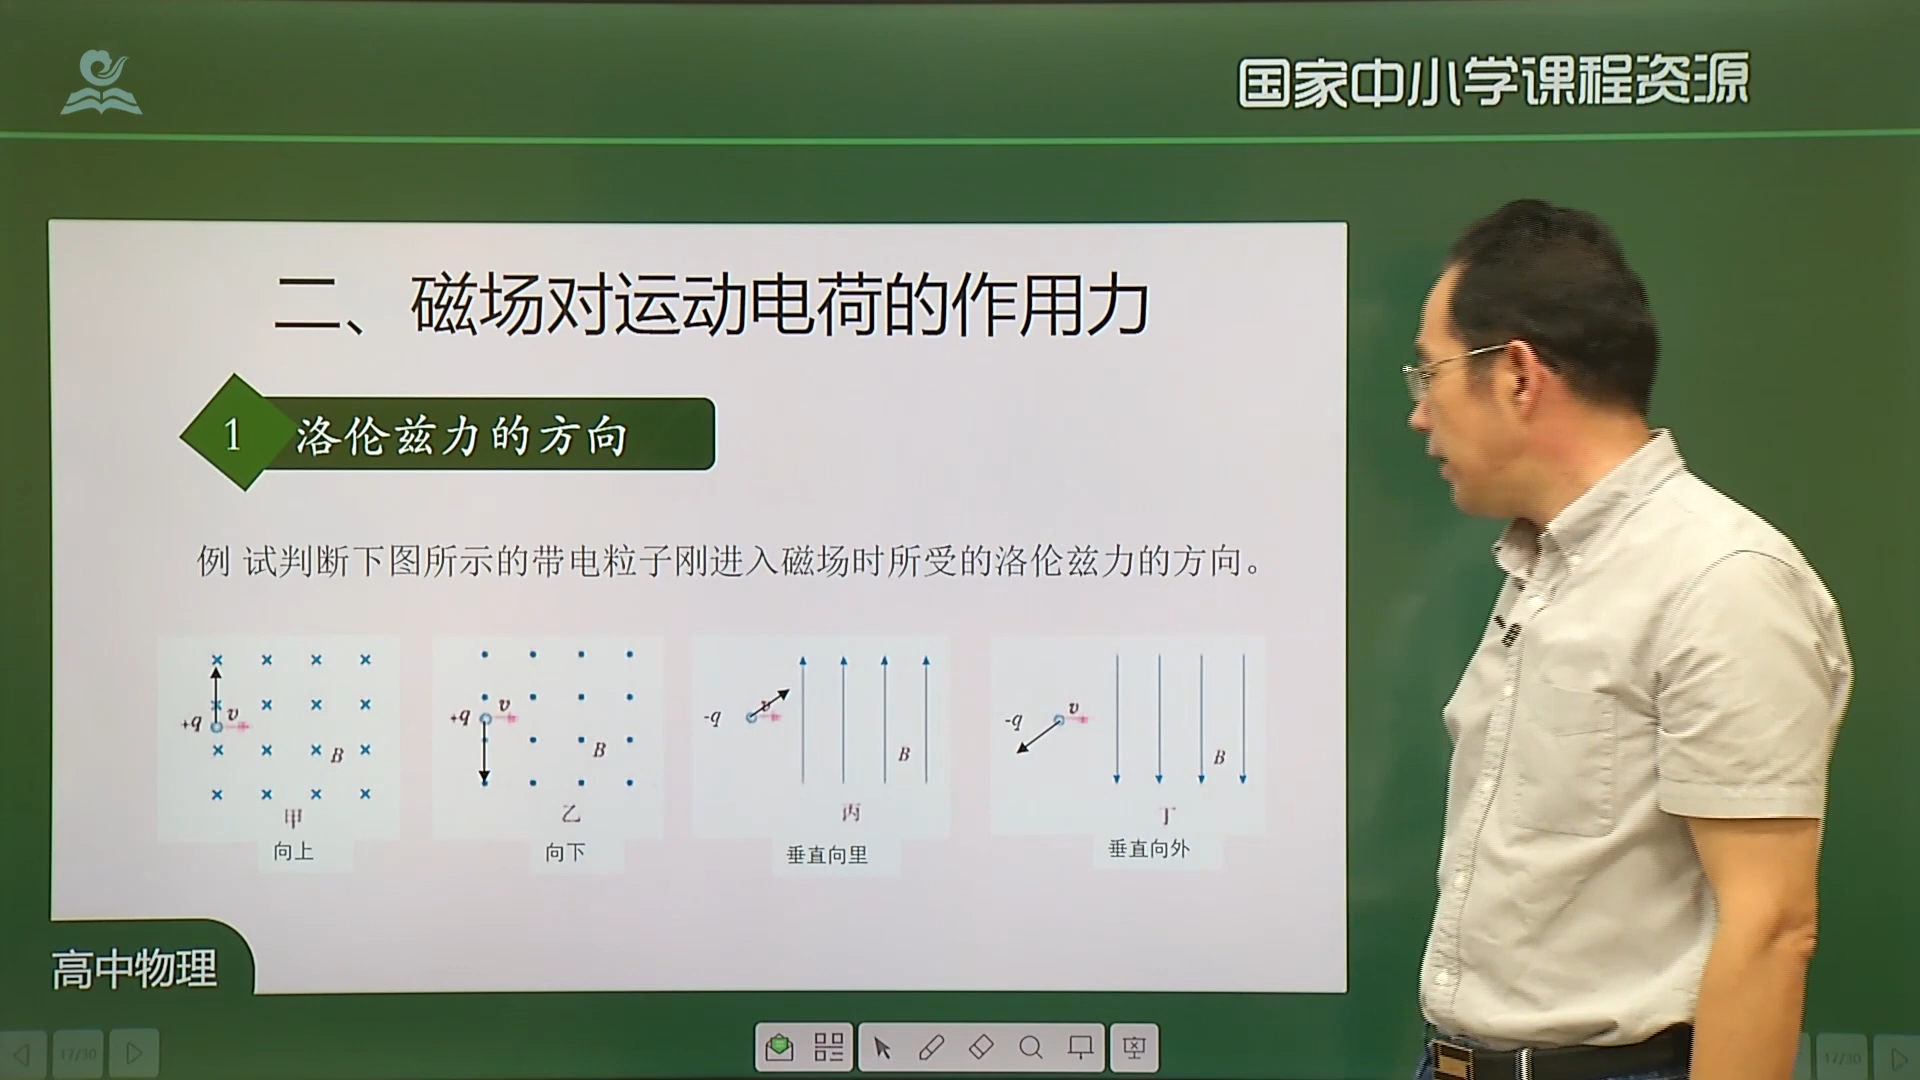 国家中小学课程资源
二、磁场对运动电荷的作用力
1 洛伦兹力的方向
例 试判断下图所示的带电粒子刚进入磁场时所受的洛伦兹力的方向。
+q v B
甲
向上
+q v B
乙
向下
-q v B
丙
垂直向里
-q v B
丁
垂直向外
高中物理
17/30
17/30